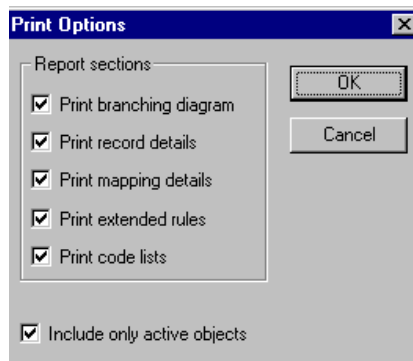 Print Options
Report sections
Print branching diagram
Print record details
Print mapping details
Print extended rules
Print code lists
Include only active objects
OK
Cancel